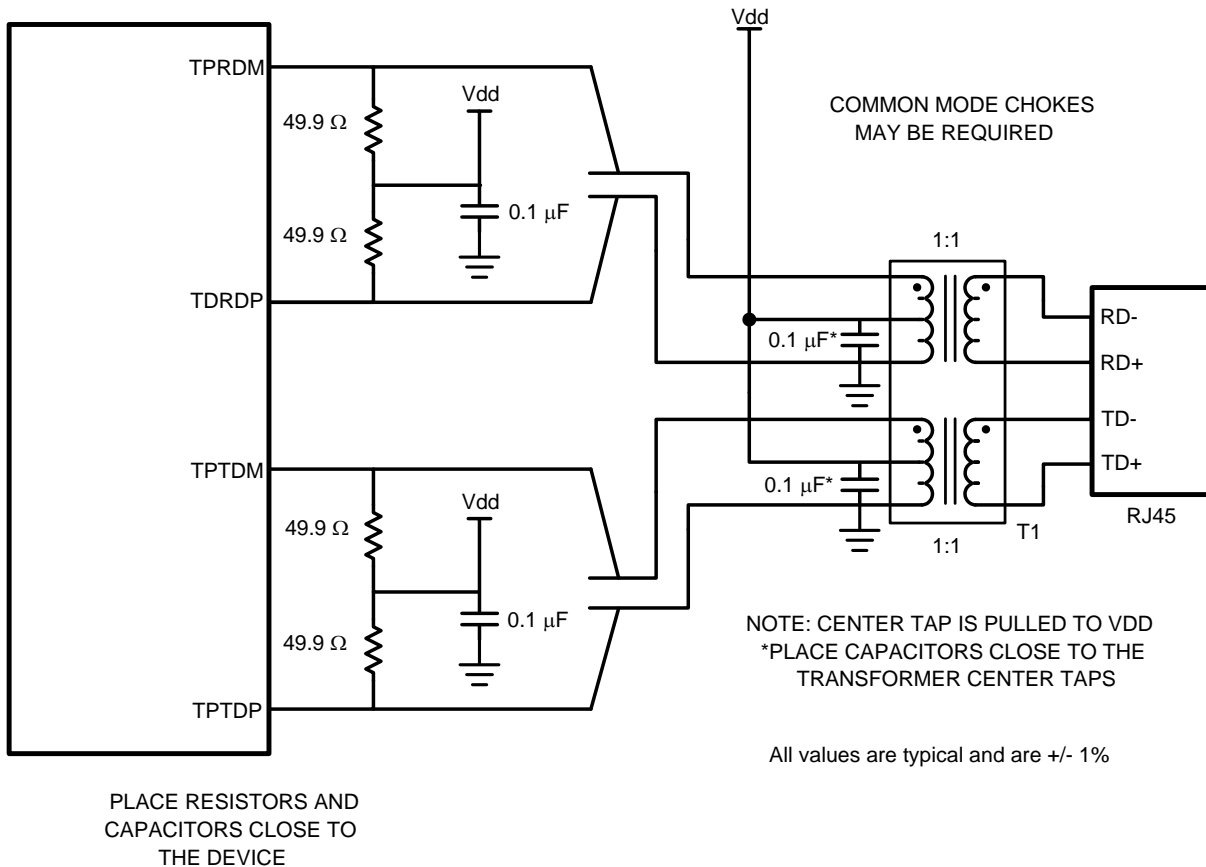 Vdd
TPRDM
Vdd
COMMON MODE CHOKES
MAY BE REQUIRED
49.9 Ω
0.1 μF
49.9 Ω
1:1
TDRDP
RD-
0.1 μF*
RD+
TD-
TPTDM
TD+
0.1 μF*
Vdd
RJ45
49.9 Ω
T1
1:1
0.1 μF
NOTE: CENTER TAP IS PULLED TO VDD
*PLACE CAPACITORS CLOSE TO THE
TRANSFORMER CENTER TAPS
49.9 Ω
TPTDP
All values are typical and are +/- 1%
PLACE RESISTORS AND
CAPACITORS CLOSE TO
THE DEVICE